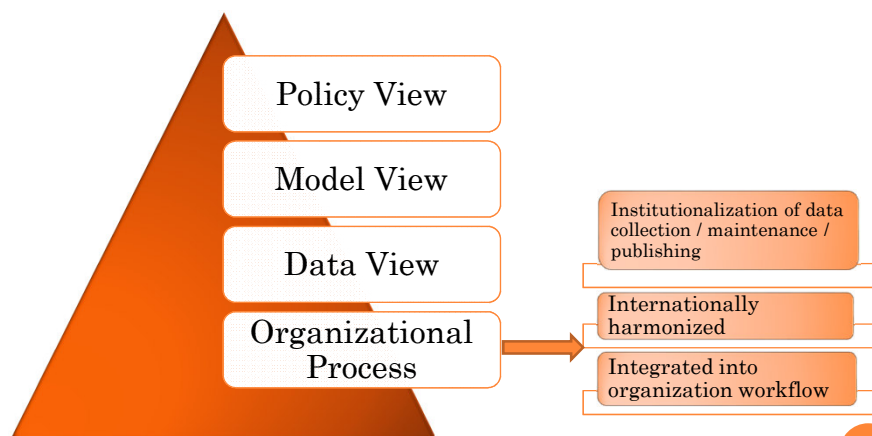 Policy View
Model View
Data View
Organizational
Process
Institutionalization of data
collection / maintenance /
publishing
Internationally
harmonized
Integrated into
organization workflow